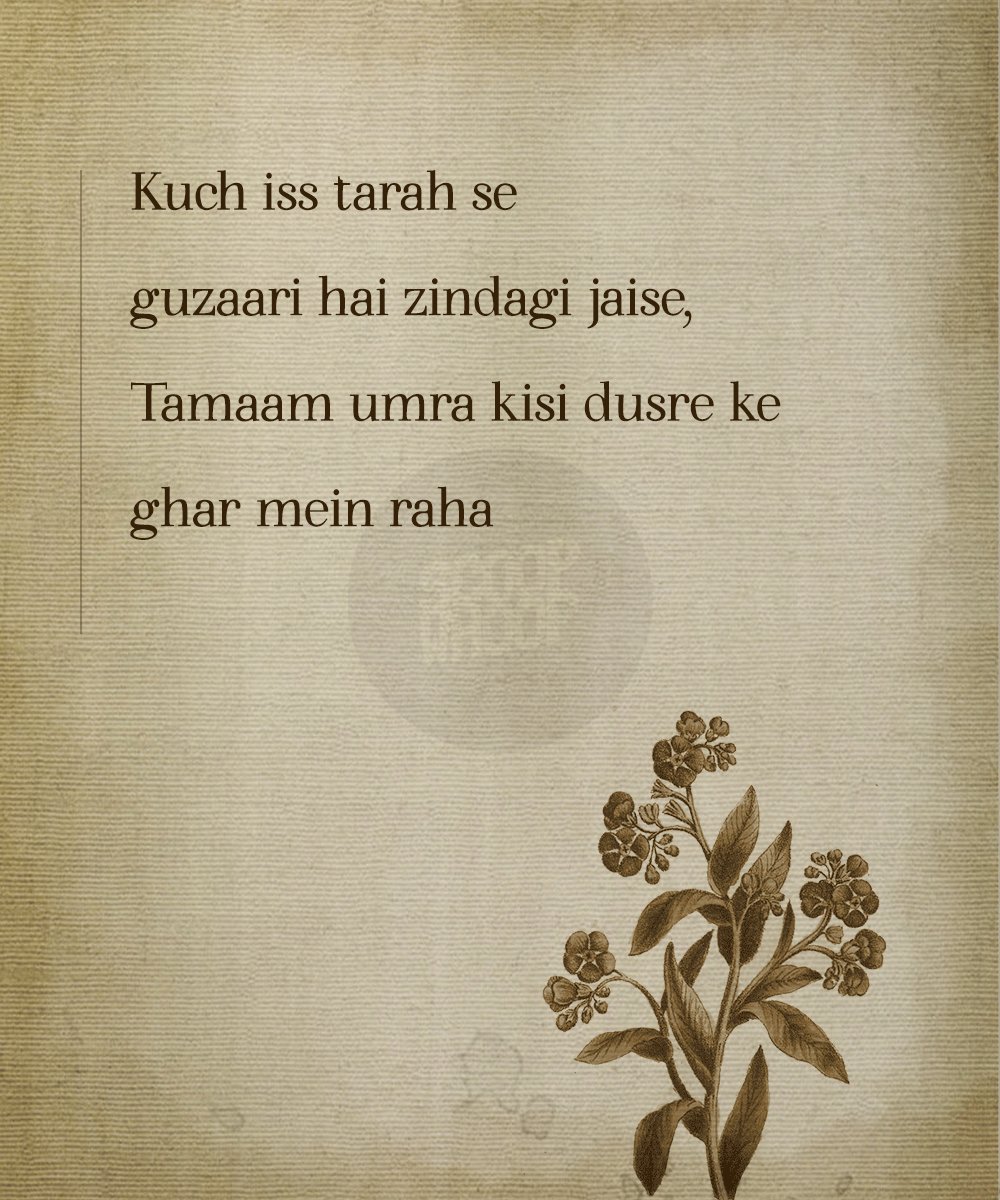 Kuch iss tarah se
guzaari hai zindagi jaise,
Tamaam umra kisi dusre ke
ghar mein raha